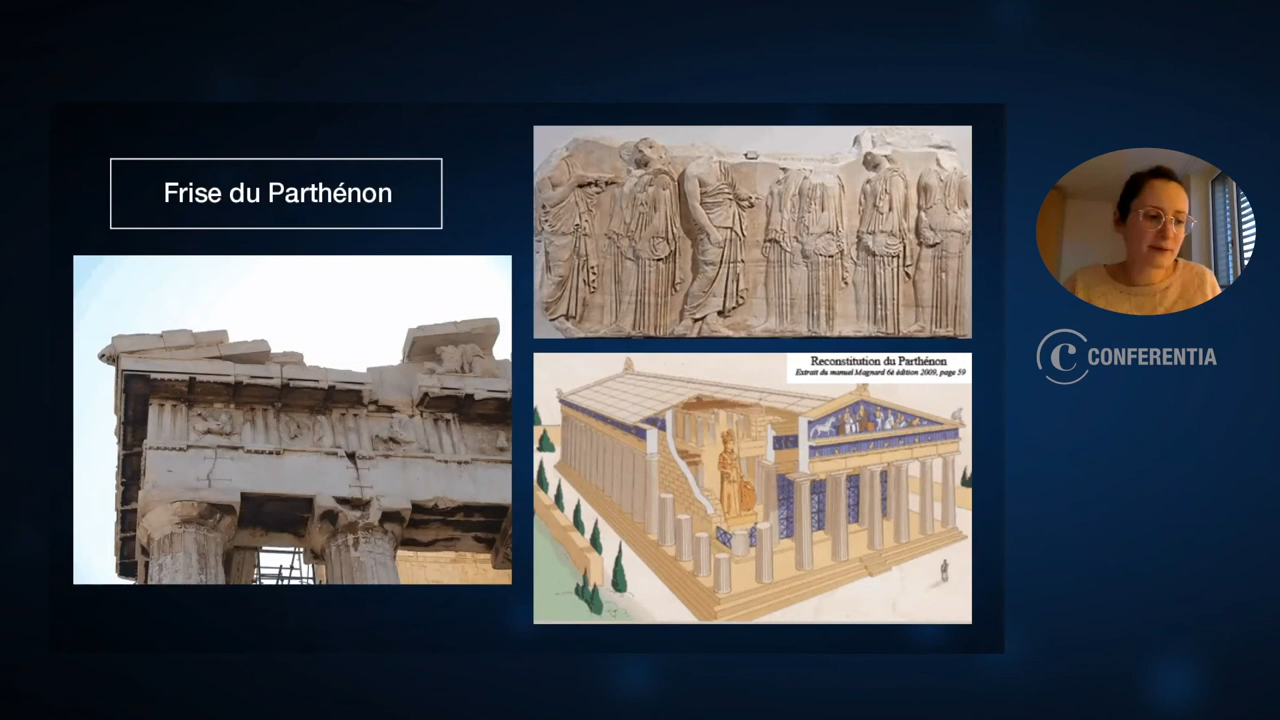 Frise du Parthénon
Reconstitution du Parthénon
Extrait du manuel Magnard 6è édition 2009, page 59
CONFERENTIA